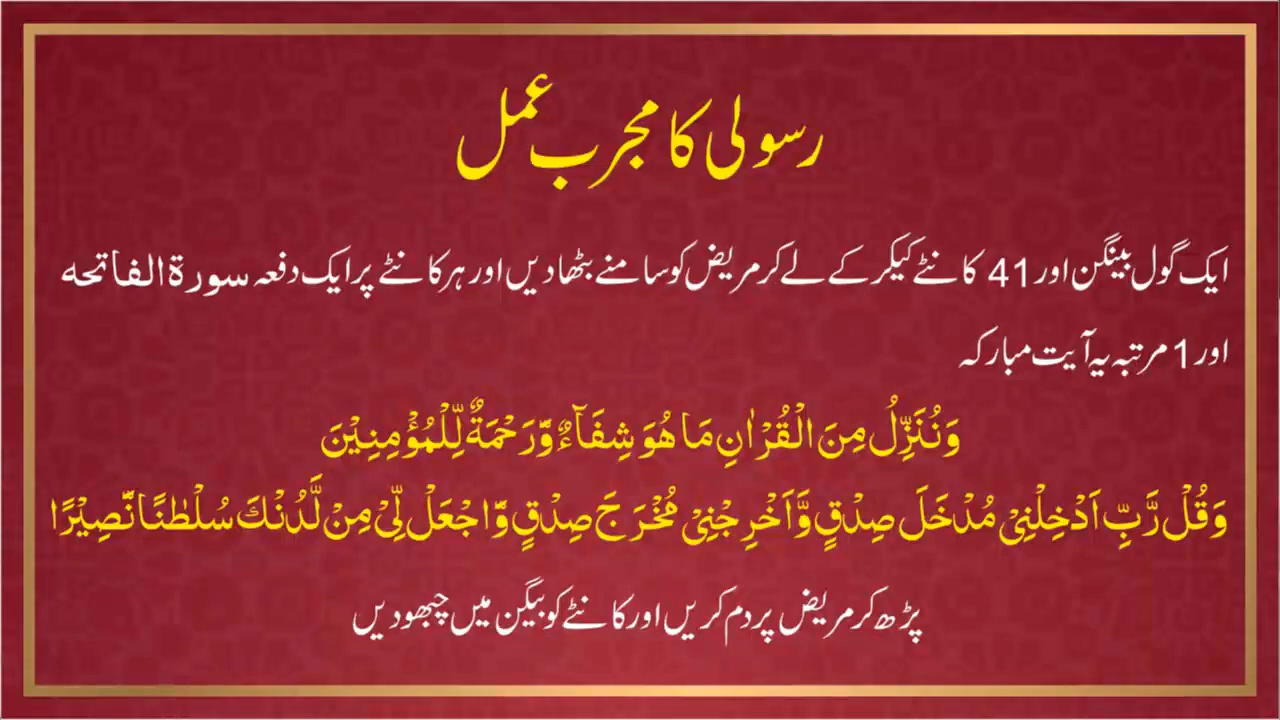 رسولی کا مجرب عمل
ایک گول بینگن اور 41 کانٹے کیکر کے لے کر مریض کو سامنے بٹھا دیں اور ہر کانٹے پر ایک دفعہ سورۃ الفاتحہ
اور 1 مرتبہ یہ آیت مبارکہ
وَنُنَزِّلُ مِنَ الْقُرْاٰنِ مَا هُوَ شِفَآءٌ وَّرَحْمَةٌ لِّلْمُؤْمِنِيْنَ
وَقُلْ رَّبِّ اَدْخِلْنِيْ مُدْخَلَ صِدْقٍ وَّاَخْرِجْنِيْ مُخْرَجَ صِدْقٍ وَّاجْعَلْ لِّيْ مِنْ لَّدُنْكَ سُلْطٰنًا نَّصِيْرًا
پڑھ کر مریض پر دم کریں اور کانٹے کو بیگن میں چبھو دیں